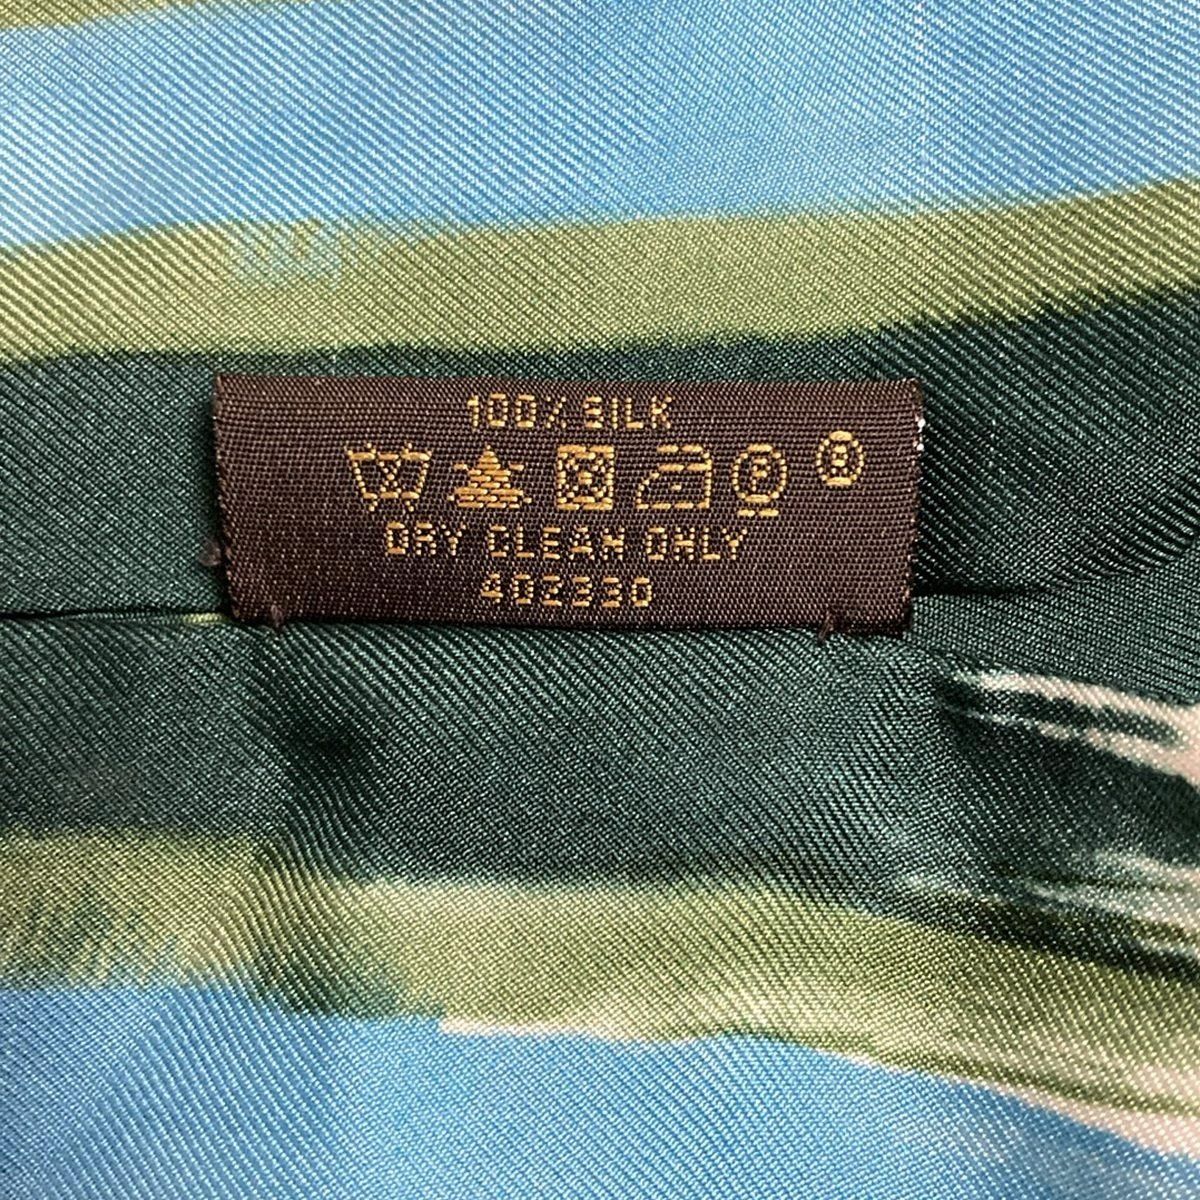 100% SILK
P ®
DRY CLEAN ONLY
402330